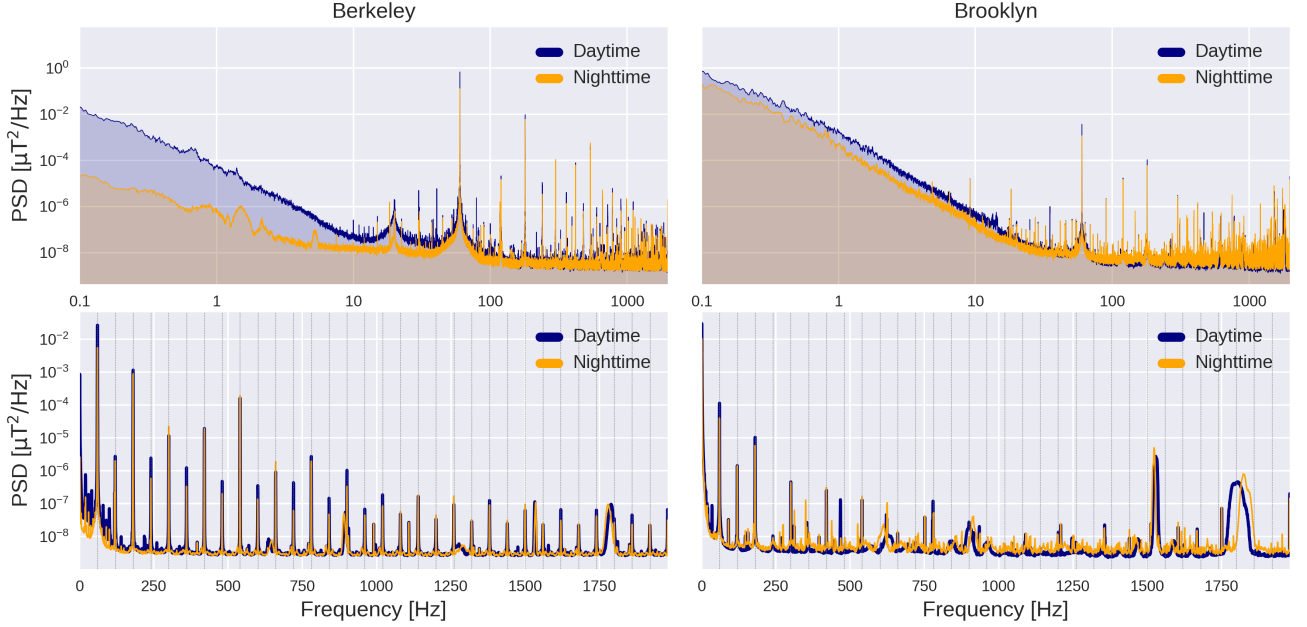 Berkeley
Brooklyn
PSD [µT²/Hz]
10⁰
10⁻²
10⁻⁴
10⁻⁶
10⁻⁸
Daytime
Nighttime
Daytime
Nighttime
0.1 1 10 100 1000
0.1 1 10 100 1000
PSD [µT²/Hz]
10⁻²
10⁻³
10⁻⁴
10⁻⁵
10⁻⁶
10⁻⁷
10⁻⁸
Daytime
Nighttime
Daytime
Nighttime
0 250 500 750 1000 1250 1500 1750
0 250 500 750 1000 1250 1500 1750
Frequency [Hz]
Frequency [Hz]